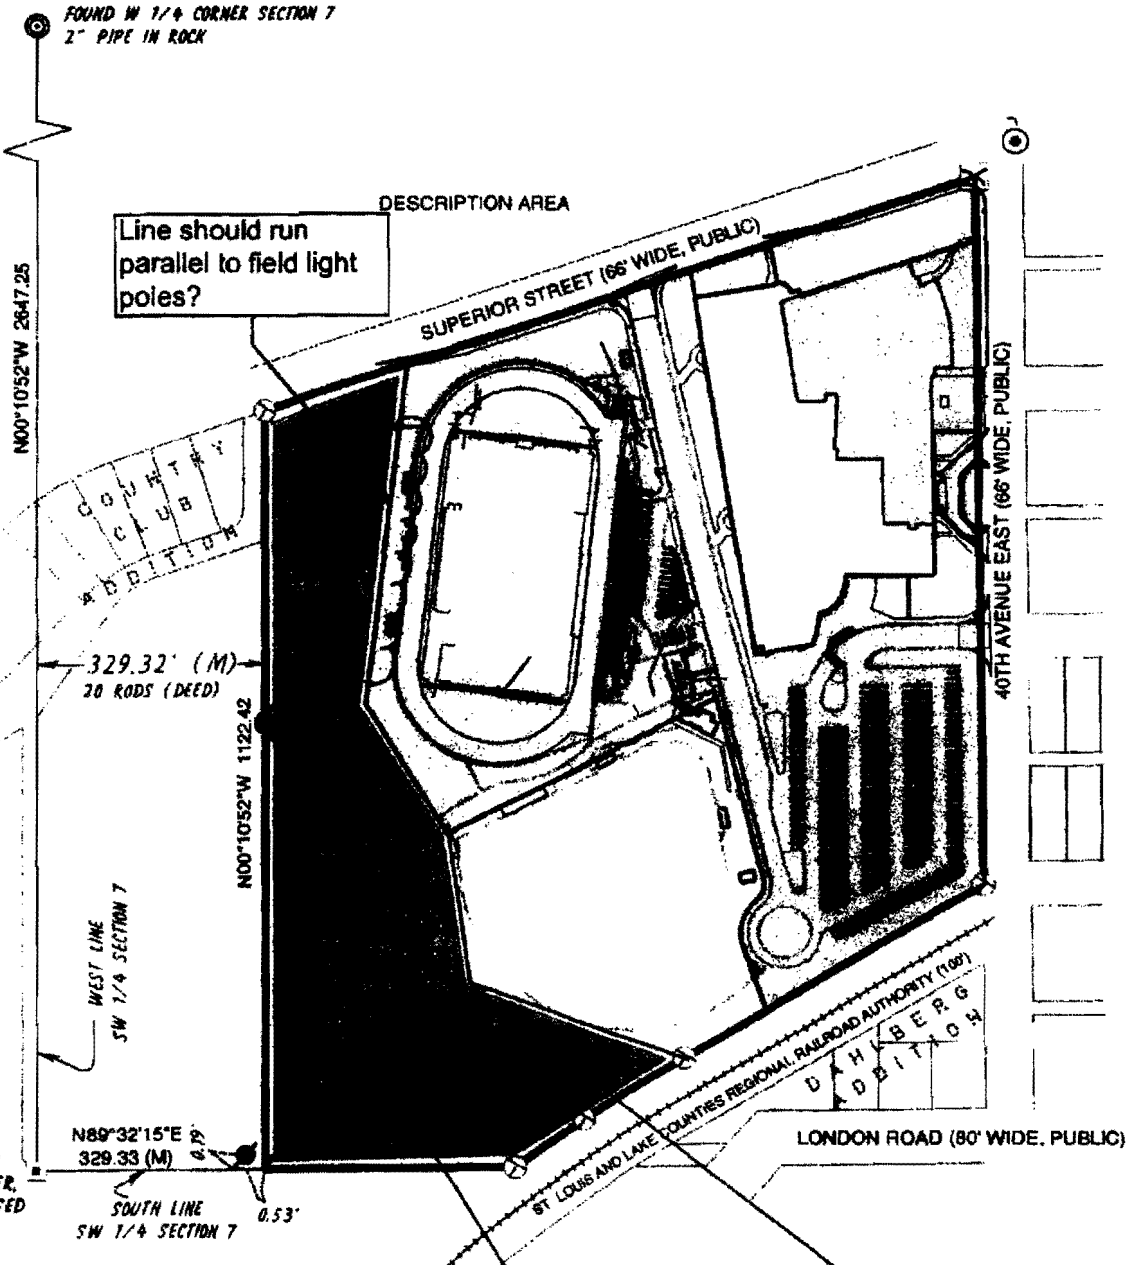 FOUND W 1/4 CORNER SECTION 7
2" PIPE IN ROCK
DESCRIPTION AREA
Line should run
parallel to field light
poles?
SUPERIOR STREET (66' WIDE, PUBLIC)
N00°10'52"W 2647.25
COUNTRY
CLUB
ADDITION
40TH AVENUE EAST (66' WIDE, PUBLIC)
329.32' (M)
20 RODS (DEED)
N00°10'52"W 1122.42
WEST LINE
SW 1/4 SECTION 7
ST. LOUIS AND LAKE COUNTIES REGIONAL RAILROAD AUTHORITY (100')
DAHLBERG
ADDITION
N89°32'15"E
329.33 (M)
0.19'
LONDON ROAD (80' WIDE, PUBLIC)
SOUTH LINE
SW 1/4 SECTION 7
0.53'